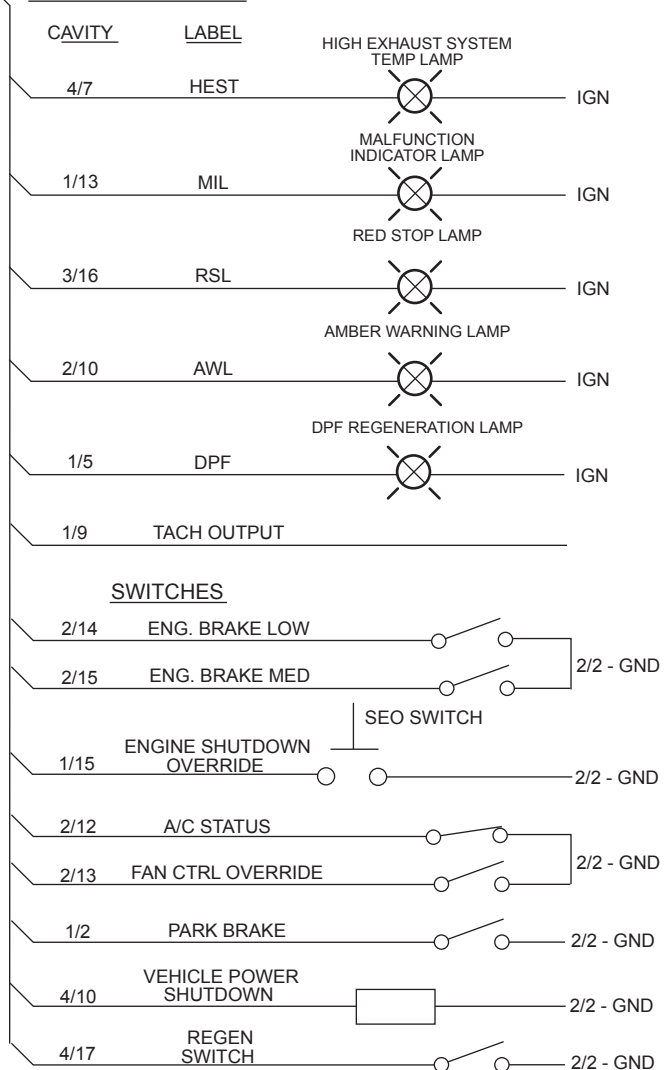 CAVITY LABEL
HIGH EXHAUST SYSTEM
TEMP LAMP
4/7 HEST IGN
MALFUNCTION
INDICATOR LAMP
1/13 MIL IGN
RED STOP LAMP
3/16 RSL IGN
AMBER WARNING LAMP
2/10 AWL IGN
DPF REGENERATION LAMP
1/5 DPF IGN
1/9 TACH OUTPUT
SWITCHES
2/14 ENG. BRAKE LOW
2/2 - GND
2/15 ENG. BRAKE MED
SEO SWITCH
ENGINE SHUTDOWN
1/15 OVERRIDE 2/2 - GND
2/12 A/C STATUS
2/2 - GND
2/13 FAN CTRL OVERRIDE
1/2 PARK BRAKE 2/2 - GND
VEHICLE POWER
4/10 SHUTDOWN 2/2 - GND
REGEN
4/17 SWITCH 2/2 - GND